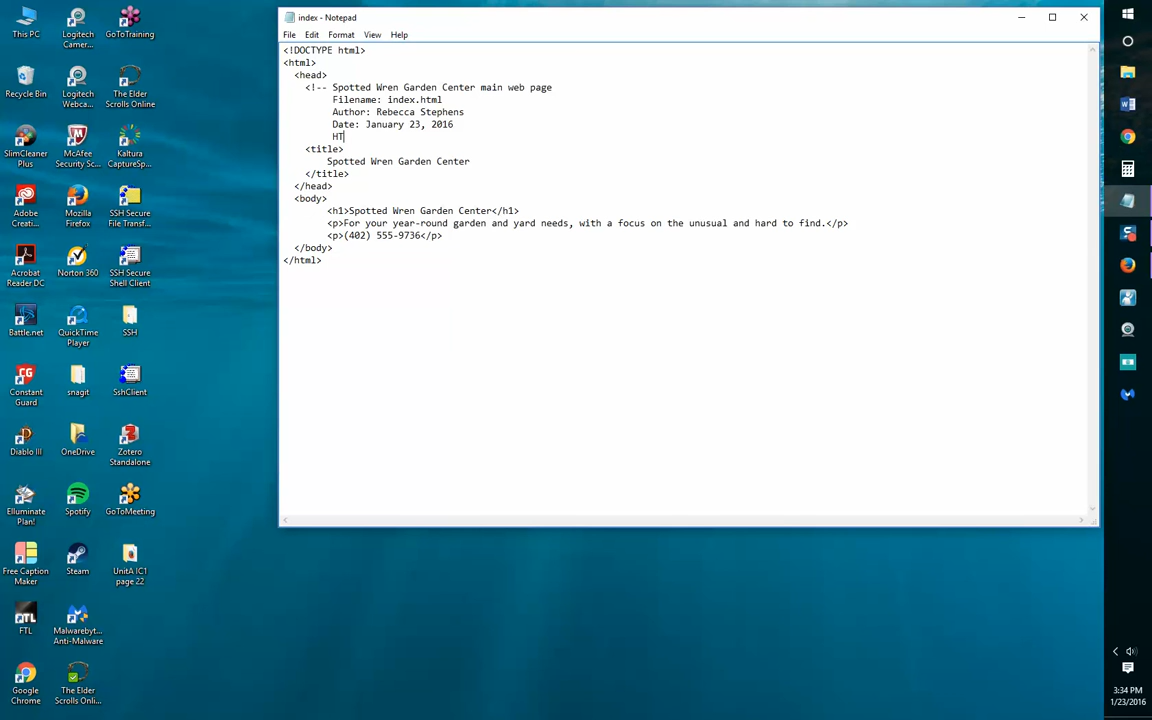 index - Notepad
File Edit Format View Help
<!DOCTYPE html>
<html>
<head>
<!-- Spotted Wren Garden Center main web page
Filename: index.html
Author: Rebecca Stephens
Date: January 23, 2016
HT
<title>
Spotted Wren Garden Center
</title>
</head>
<body>
<h1>Spotted Wren Garden Center</h1>
<p>For your year-round garden and yard needs, with a focus on the unusual and hard to find.</p>
<p>(402) 555-9736</p>
</body>
</html>
This PC
Logitech Camer...
GoToTraining
Recycle Bin
Logitech Webca...
The Elder Scrolls Online
SlimCleaner Plus
McAfee Security Sc...
Kaltura CaptureSp...
Adobe Creati...
Mozilla Firefox
SSH Secure File Transf...
Acrobat Reader DC
Norton 360
SSH Secure Shell Client
Battle.net
QuickTime Player
SSH
CG
Constant Guard
snagit
SshClient
Diablo III
OneDrive
Zotero Standalone
Elluminate Plan!
Spotify
GoToMeeting
Free Caption Maker
Steam
UnitA IC1 page 22
FTL
FTL
Malwareby... Anti-Malware
Google Chrome
The Elder Scrolls Onli...
3:34 PM
1/23/2016